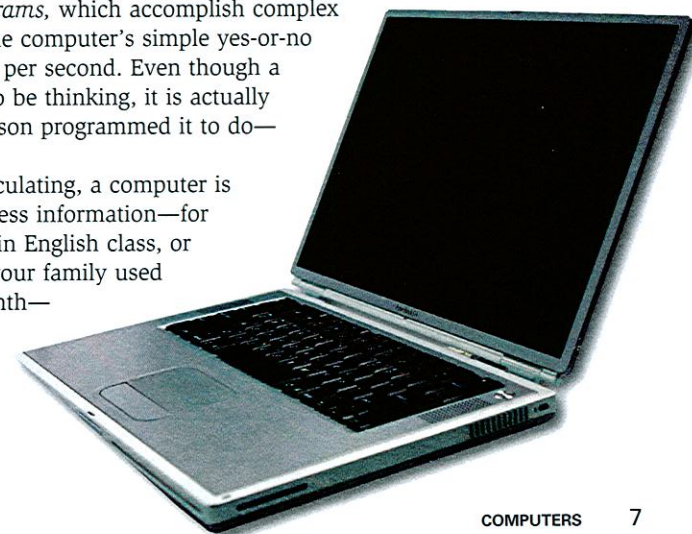 rams, which accomplish complex
e computer's simple yes-or-no
per second. Even though a
o be thinking, it is actually
son programmed it to do—
culating, a computer is
ess information—for
in English class, or
your family used
nth—
COMPUTERS 7